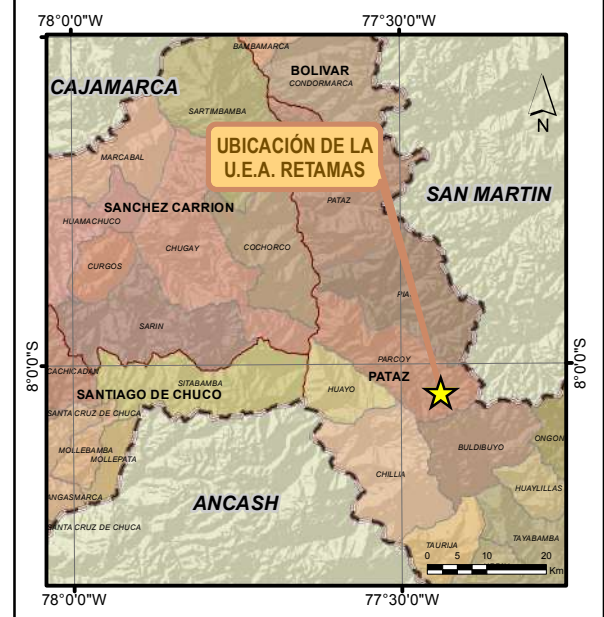 78°0'0"W
77°30'0"W
BAMBAMARCA
BOLIVAR
CONDORMARCA
CAJAMARCA
SARTIMBAMBA
N
UBICACIÓN DE LA
U.E.A. RETAMAS
MARCABAL
SAN MARTIN
PATAZ
SANCHEZ CARRION
HUAMACHUCO
CHUGAY
COCHORCO
CURGOS
PIA
SARIN
PARCOY
8°0'0"S
8°0'0"S
CACHICADAN
SITABAMBA
PATAZ
SANTIAGO DE CHUCO
HUAYO
SANTA CRUZ DE CHUCA
ONGON
BULDIBUYO
MOLLEBAMBA
MOLLEPATA
CHILLIA
HUAYLILLAS
ANGASMARCA
ANCASH
SANTA CRUZ DE CHUCA
TAURIJA
TAYABAMBA
0 5 10 20
Km
78°0'0"W
77°30'0"W